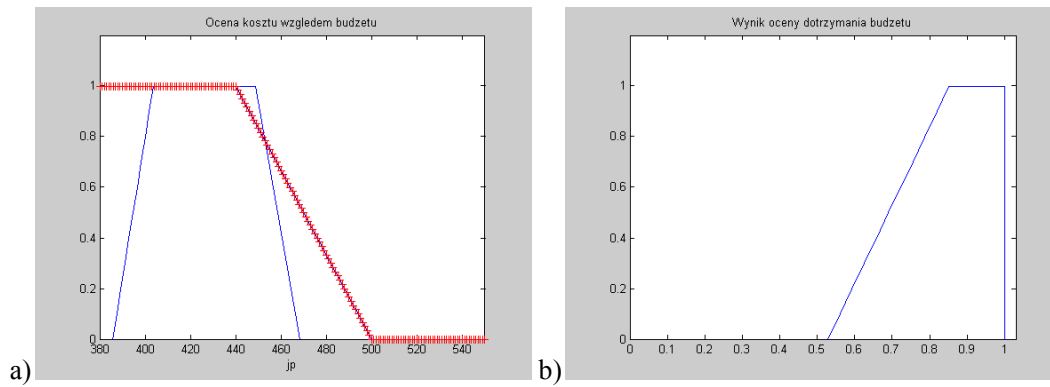 Ocena kosztu wzgledem budzetu
1
0.8
0.6
0.4
0.2
0
380 400 420 440 460 480 500 520 540
jp
a)
Wynik oceny dotrzymania budzetu
1
0.8
0.6
0.4
0.2
0
0 0.1 0.2 0.3 0.4 0.5 0.6 0.7 0.8 0.9 1
b)